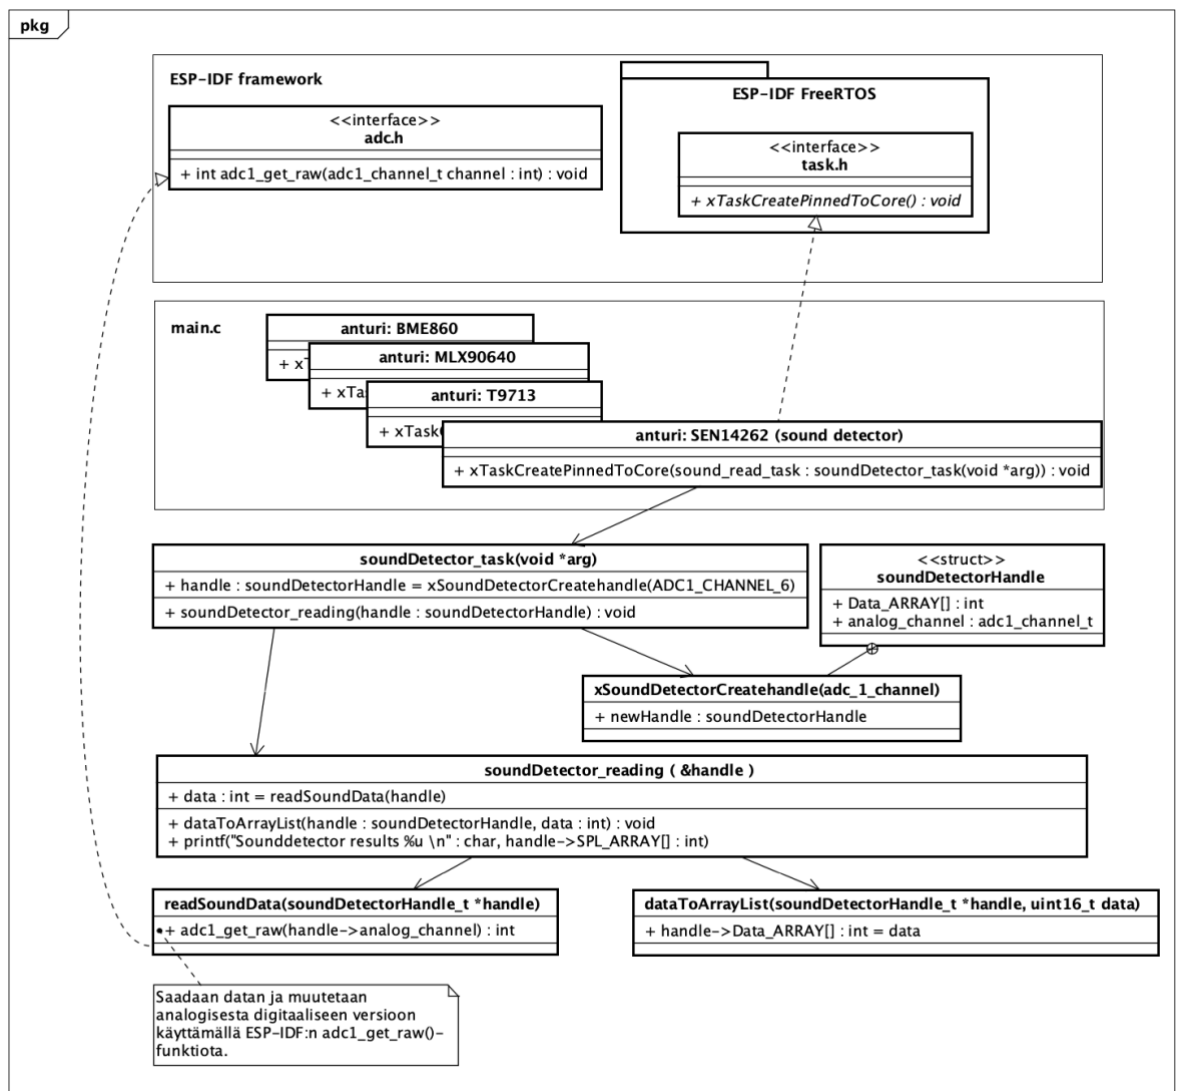 pkg
ESP-IDF framework
<<interface>>
adc.h
+ int adc1_get_raw(adc1_channel_t channel : int) : void
ESP-IDF FreeRTOS
<<interface>>
task.h
+ xTaskCreatePinnedToCore() : void
main.c
anturi: BME860
+ xT
anturi: MLX90640
+ xTa
anturi: T9713
+ xTask
anturi: SEN14262 (sound detector)
+ xTaskCreatePinnedToCore(sound_read_task : soundDetector_task(void *arg)) : void
soundDetector_task(void *arg)
+ handle : soundDetectorHandle = xSoundDetectorCreatehandle(ADC1_CHANNEL_6)
+ soundDetector_reading(handle : soundDetectorHandle) : void
<<struct>>
soundDetectorHandle
+ Data_ARRAY[] : int
+ analog_channel : adc1_channel_t
xSoundDetectorCreatehandle(adc_1_channel)
+ newHandle : soundDetectorHandle
soundDetector_reading ( &handle )
+ data : int = readSoundData(handle)
+ dataToArrayList(handle : soundDetectorHandle, data : int) : void
+ printf("Sounddetector results %u \n" : char, handle->SPL_ARRAY[] : int)
readSoundData(soundDetectorHandle_t *handle)
+ adc1_get_raw(handle->analog_channel) : int
dataToArrayList(soundDetectorHandle_t *handle, uint16_t data)
+ handle->Data_ARRAY[] : int = data
Saadaan datan ja muutetaan
analogisesta digitaaliseen versioon
käyttämällä ESP-IDF:n adc1_get_raw()-
funktiota.